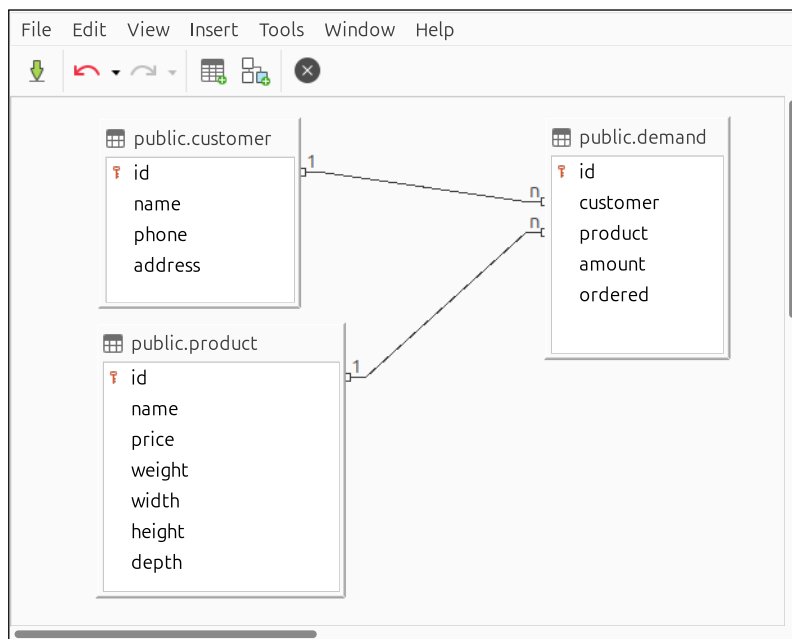 File Edit View Insert Tools Window Help
public.customer
id
name
phone
address
1
n
public.demand
id
customer
product
amount
ordered
n
1
public.product
id
name
price
weight
width
height
depth